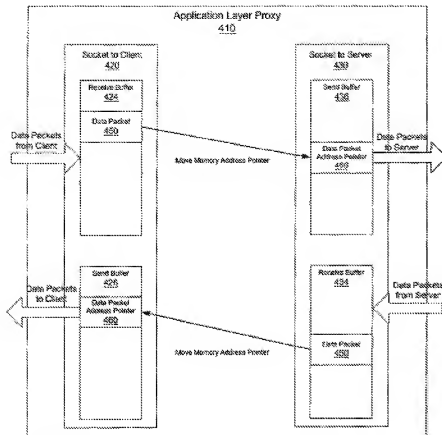 Application Layer Proxy
410
Socket to Client
420
Socket to Server
430
Receive Buffer
424
Send Buffer
436
Data Packet
450
Data Packets
from Client
Data Packet
Address Pointer
Data Packets
to Server
Move Memory Address Pointer
Send Buffer
426
Receive Buffer
434
Data Packets
to Client
Data Packet
Address Pointer
460
Data Packets
from Server
Data Packet
Move Memory Address Pointer